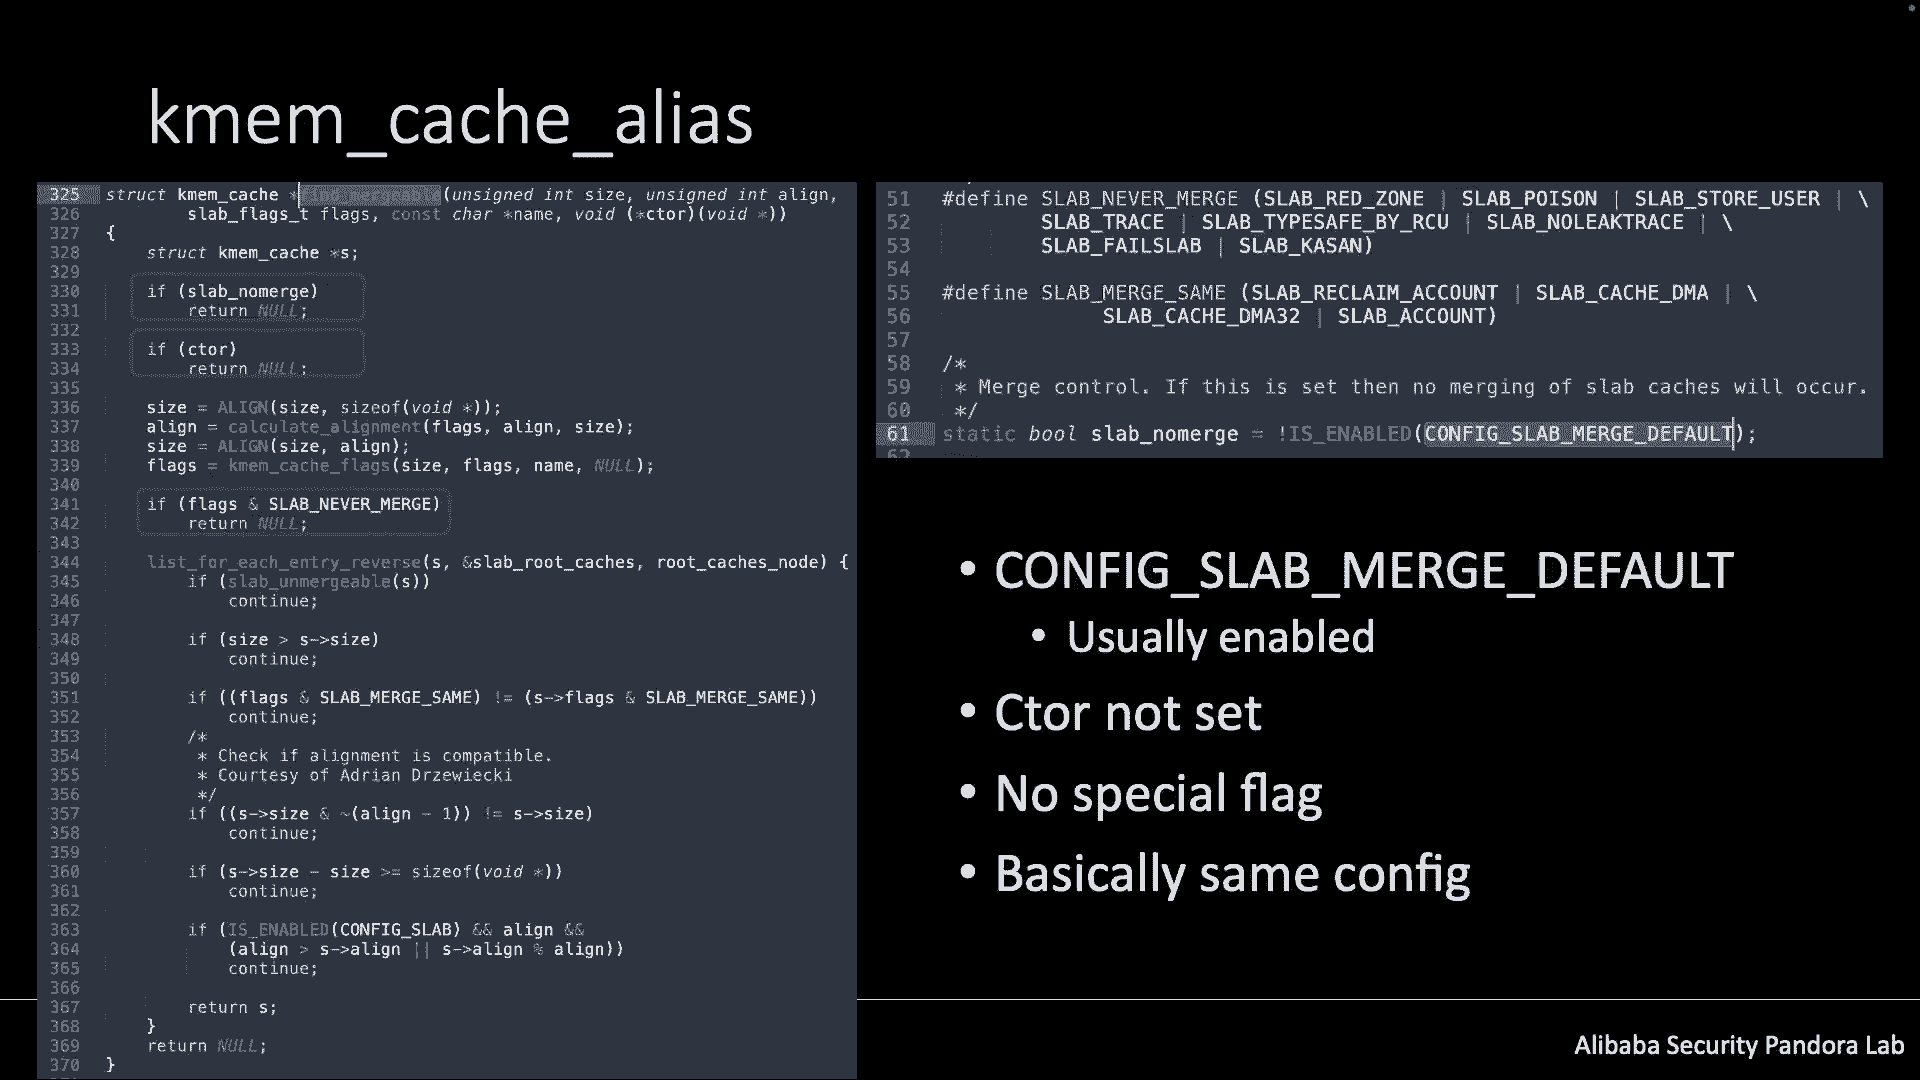 kmem_cache_alias
325 struct kmem_cache *find_mergeable(unsigned int size, unsigned int align,
326 slab_flags_t flags, const char *name, void (*ctor)(void *))
327 {
328 struct kmem_cache *s;
329
330 if (slab_nomerge)
331 return NULL;
332
333 if (ctor)
334 return NULL;
335
336 size = ALIGN(size, sizeof(void *));
337 align = calculate_alignment(flags, align, size);
338 size = ALIGN(size, align);
339 flags = kmem_cache_flags(size, flags, name, NULL);
340
341 if (flags & SLAB_NEVER_MERGE)
342 return NULL;
343
344 list_for_each_entry_reverse(s, &slab_root_caches, root_caches_node) {
345 if (slab_unmergeable(s))
346 continue;
347
348 if (size > s->size)
349 continue;
350
351 if ((flags & SLAB_MERGE_SAME) != (s->flags & SLAB_MERGE_SAME))
352 continue;
353 /*
354 * Check if alignment is compatible.
355 * Courtesy of Adrian Drzewiecki
356 */
357 if ((s->size & ~(align - 1)) != s->size)
358 continue;
359
360 if (s->size - size >= sizeof(void *))
361 continue;
362
363 if (IS_ENABLED(CONFIG_SLAB) && align &&
364 (align > s->align || s->align % align))
365 continue;
366
367 return s;
368 }
369 return NULL;
370 }
51 #define SLAB_NEVER_MERGE (SLAB_RED_ZONE | SLAB_POISON | SLAB_STORE_USER | \
52 SLAB_TRACE | SLAB_TYPESAFE_BY_RCU | SLAB_NOLEAKTRACE | \
53 SLAB_FAILSLAB | SLAB_KASAN)
54
55 #define SLAB_MERGE_SAME (SLAB_RECLAIM_ACCOUNT | SLAB_CACHE_DMA | \
56 SLAB_CACHE_DMA32 | SLAB_ACCOUNT)
57
58 /*
59 * Merge control. If this is set then no merging of slab caches will occur.
60 */
61 static bool slab_nomerge = !IS_ENABLED(CONFIG_SLAB_MERGE_DEFAULT);
62
• CONFIG_SLAB_MERGE_DEFAULT
• Usually enabled
• Ctor not set
• No special flag
• Basically same config
Alibaba Security Pandora Lab